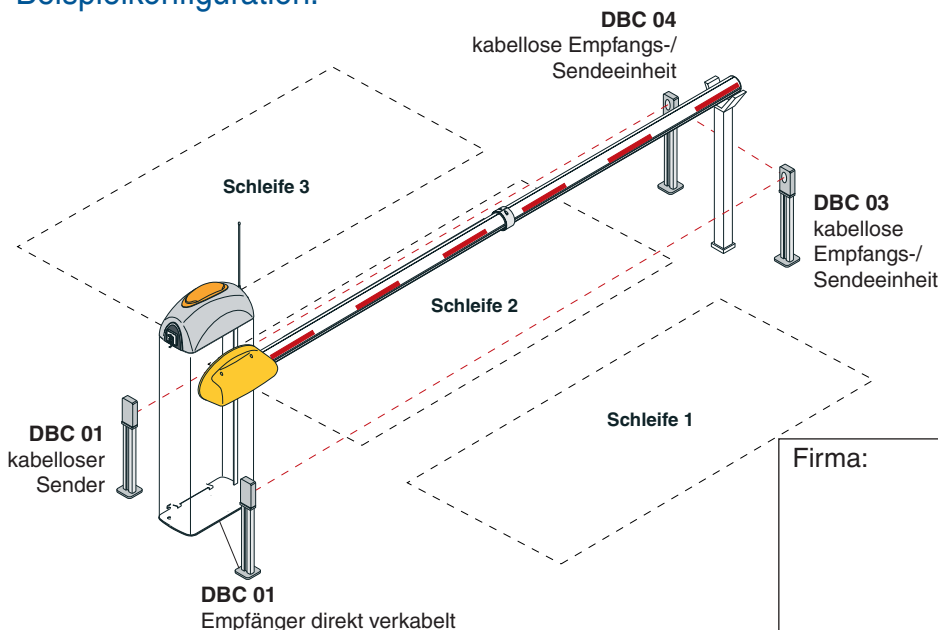 Beispielkonfiguration:
DBC 04
kabellose Empfangs-/
Sendeeinheit
Schleife 3
DBC 03
kabellose
Empfangs-/
Sendeeinheit
Schleife 2
Schleife 1
DBC 01
kabelloser
Sender
Firma:
DBC 01
Empfänger direkt verkabelt